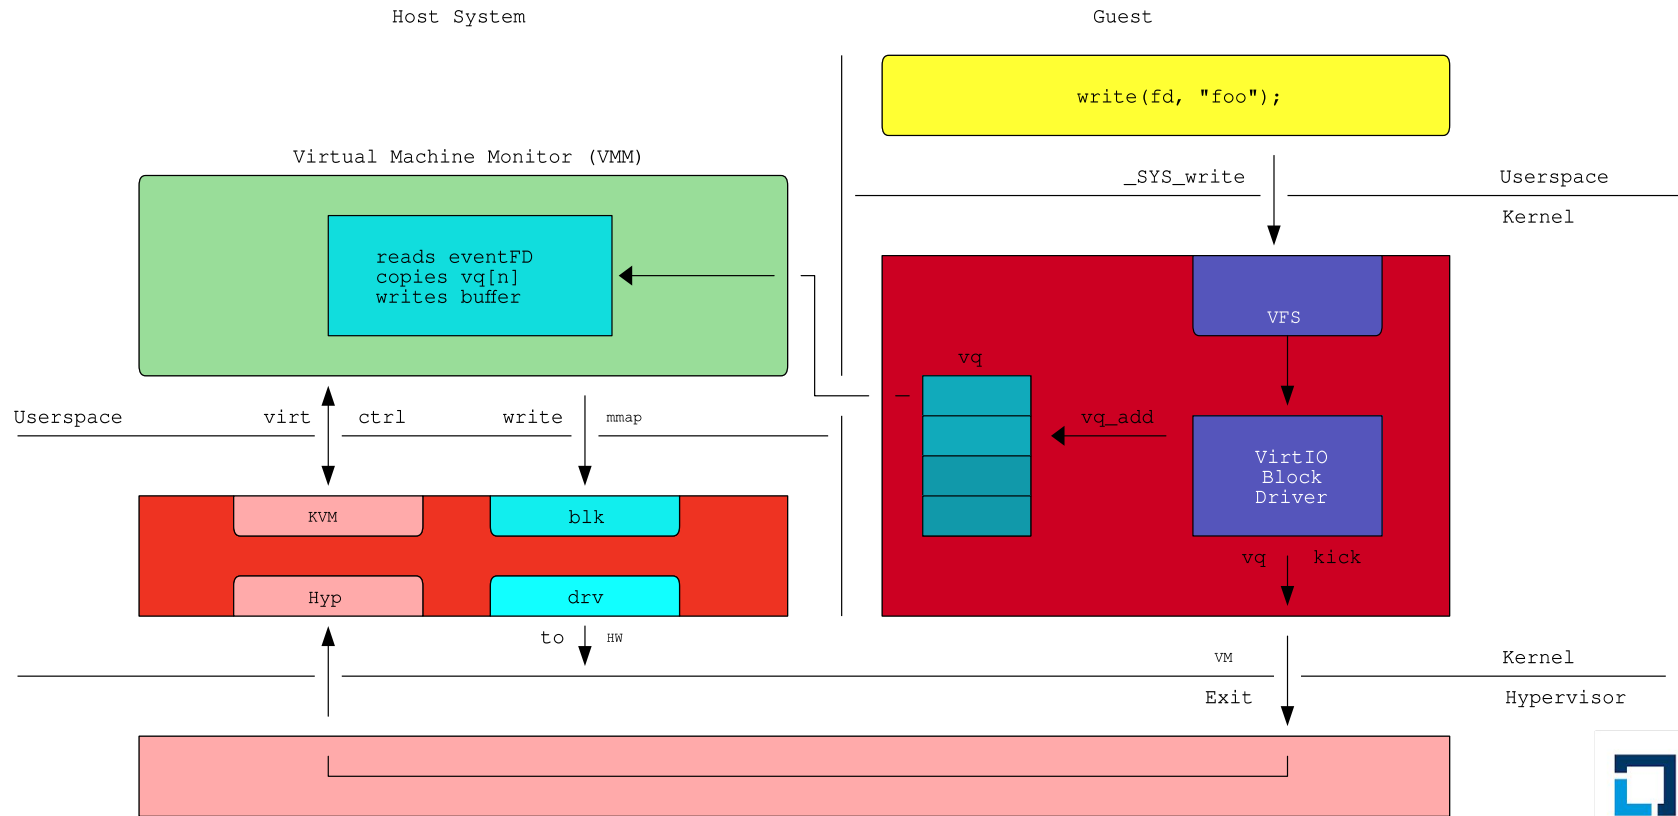 Host System
Guest
write(fd, "foo");
Virtual Machine Monitor (VMM)
_SYS_write
Userspace
Kernel
reads eventFD
copies vq[n]
writes buffer
VFS
vq
Userspace
virt
ctrl
write
mmap
vq_add
VirtIO
Block
Driver
KVM
blk
vq
kick
Hyp
drv
to
HW
VM
Exit
Kernel
Hypervisor